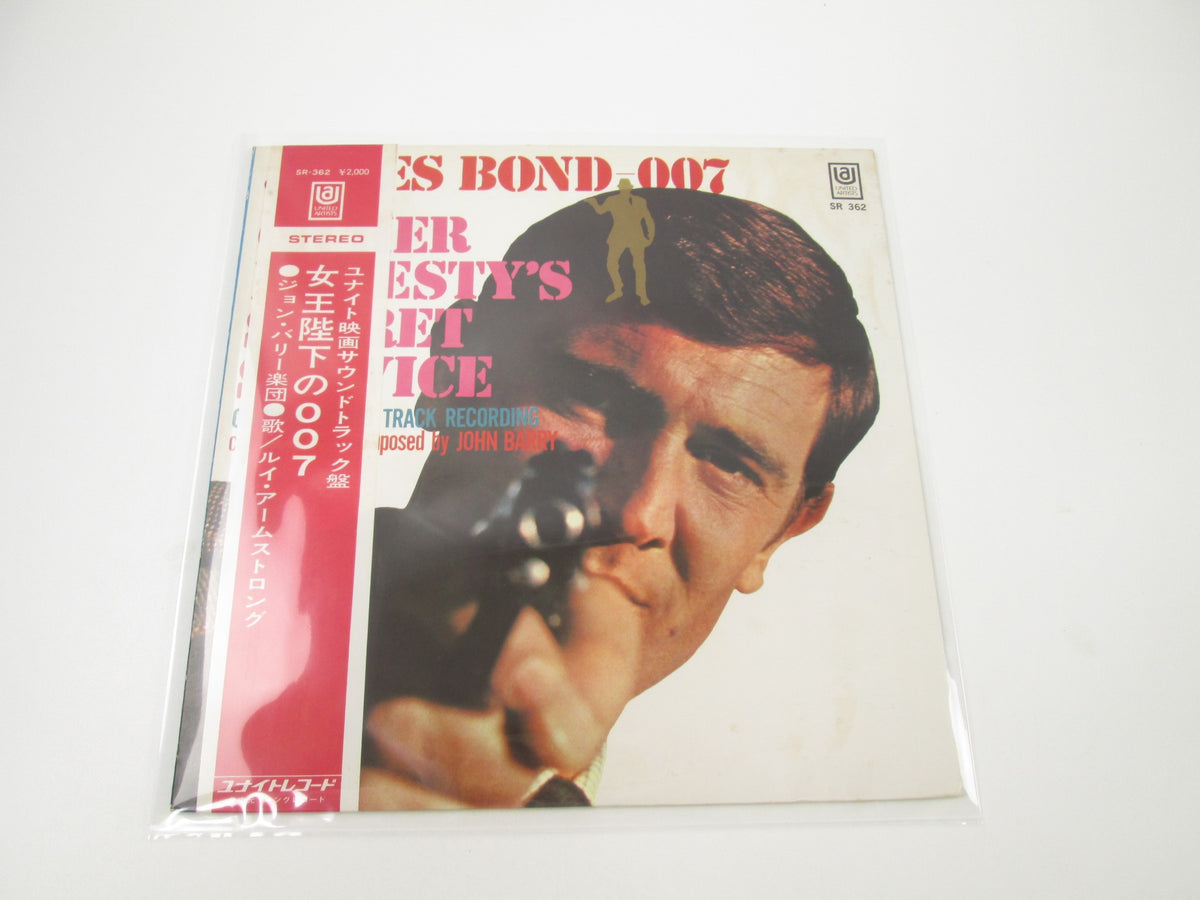 SR-362 ¥2,000
UNITED
ARTISTS
STEREO
ユナイト映画サウンドトラック盤
女王陛下の007
●ジョン・バリー楽団●歌/ルイ・アームストロング
ユナイトレコード
ES BOND-007
ER
ESTY'S
RET
ICE
TRACK RECORDING
posed by JOHN BARRY
UNITED
ARTISTS
SR 362